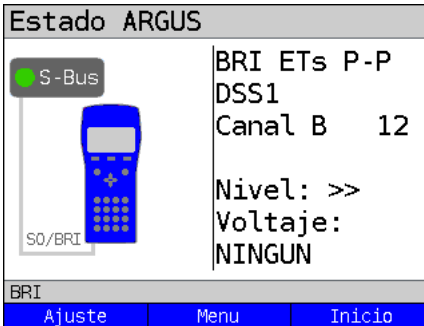 Estado ARGUS
S-Bus
S0/BRI
BRI ETs P-P
DSS1
Canal B 12
Nivel: >>
Voltaje:
NINGUN
BRI
Ajuste Menu Inicio